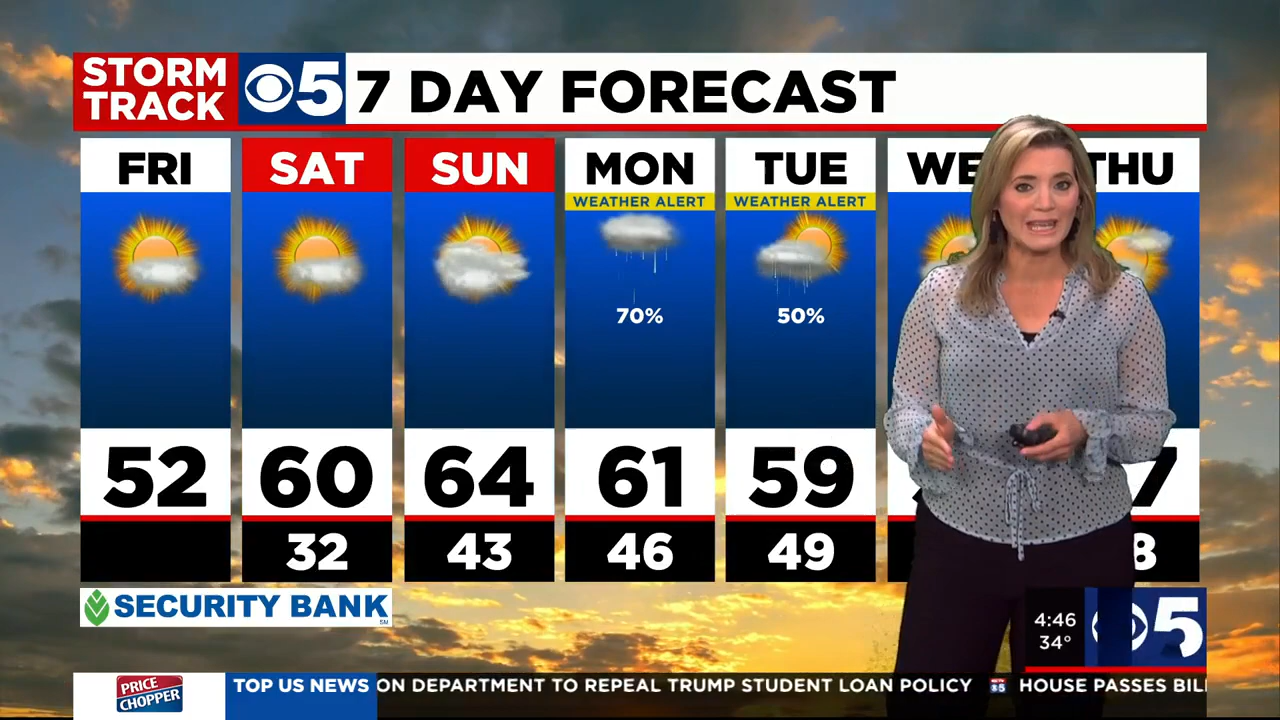 STORM
TRACK
5
7 DAY FORECAST
FRI
SAT
SUN
MON
TUE
THU
WEATHER ALERT
WEATHER ALERT
70%
50%
52
60
64
61
59
32
43
46
49
SECURITY BANK
SM
4:46
34°
5
PRICE
CHOPPER
TOP US NEWS
ON DEPARTMENT TO REPEAL TRUMP STUDENT LOAN POLICY
HOUSE PASSES BIL